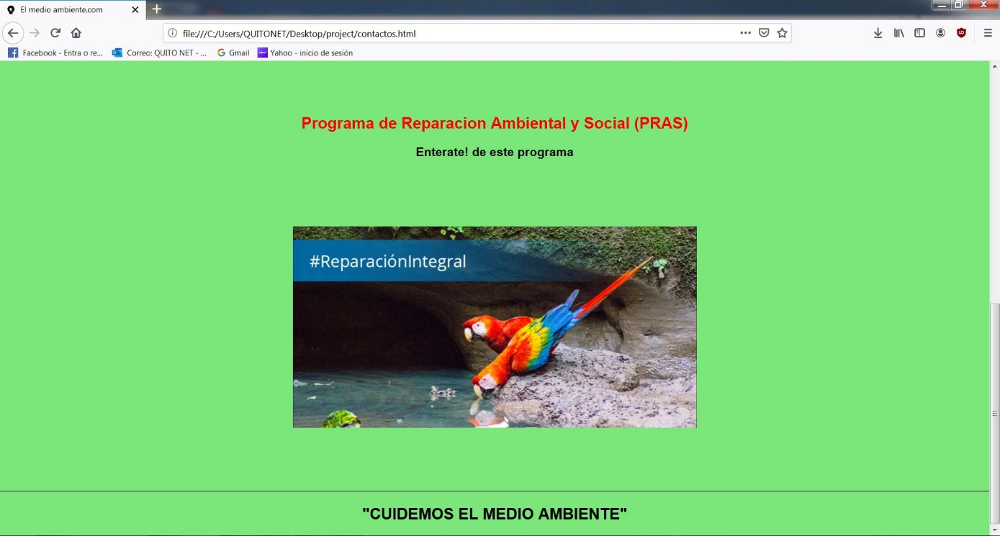 El medio ambiente.com
file:///C:/Users/QUITONET/Desktop/project/contactos.html
Facebook - Entra o re... Correo: QUITO NET - ... Gmail Yahoo - inicio de sesión
Programa de Reparacion Ambiental y Social (PRAS)
Enterate! de este programa
#ReparaciónIntegral
"CUIDEMOS EL MEDIO AMBIENTE"